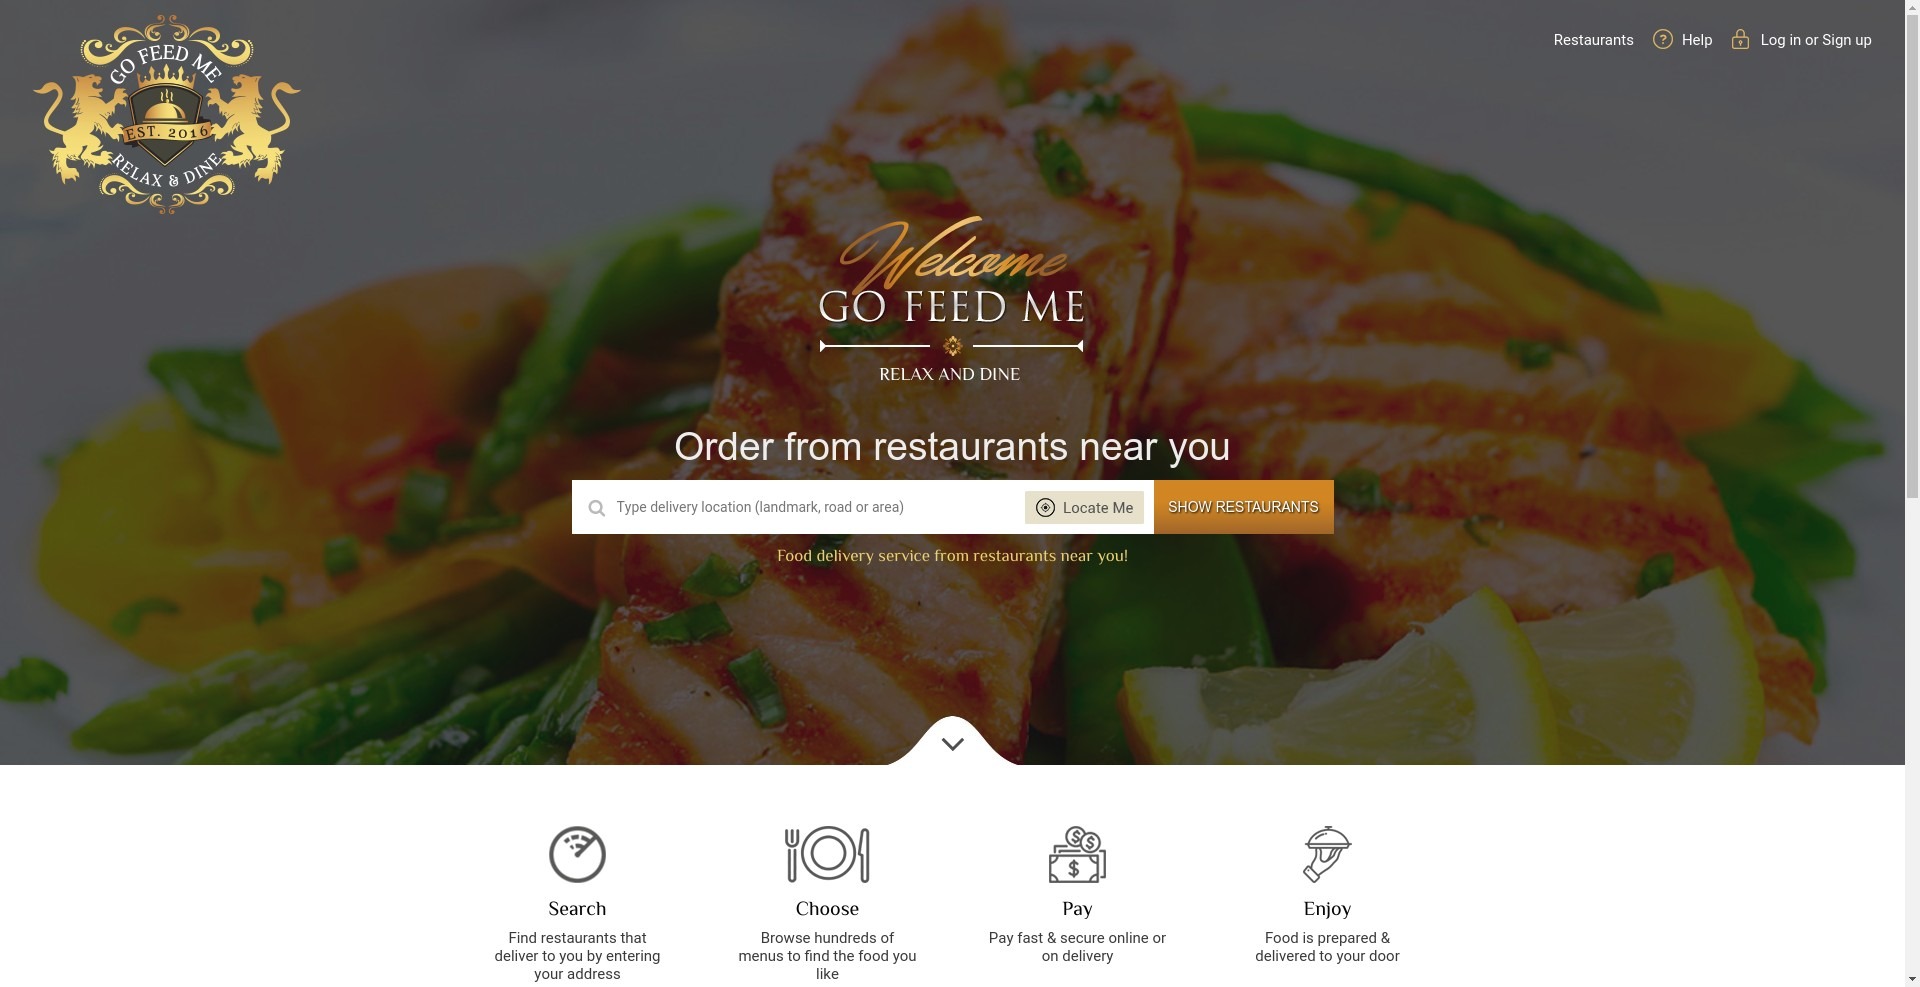 GO FEED ME
EST. 2016
RELAX & DINE
Restaurants
Help
Log in or Sign up
Welcome
GO FEED ME
RELAX AND DINE
Order from restaurants near you
Type delivery location (landmark, road or area)
Locate Me
SHOW RESTAURANTS
Food delivery service from restaurants near you!
Search
Find restaurants that
deliver to you by entering
your address
Choose
Browse hundreds of
menus to find the food you
like
Pay
Pay fast & secure online or
on delivery
Enjoy
Food is prepared &
delivered to your door